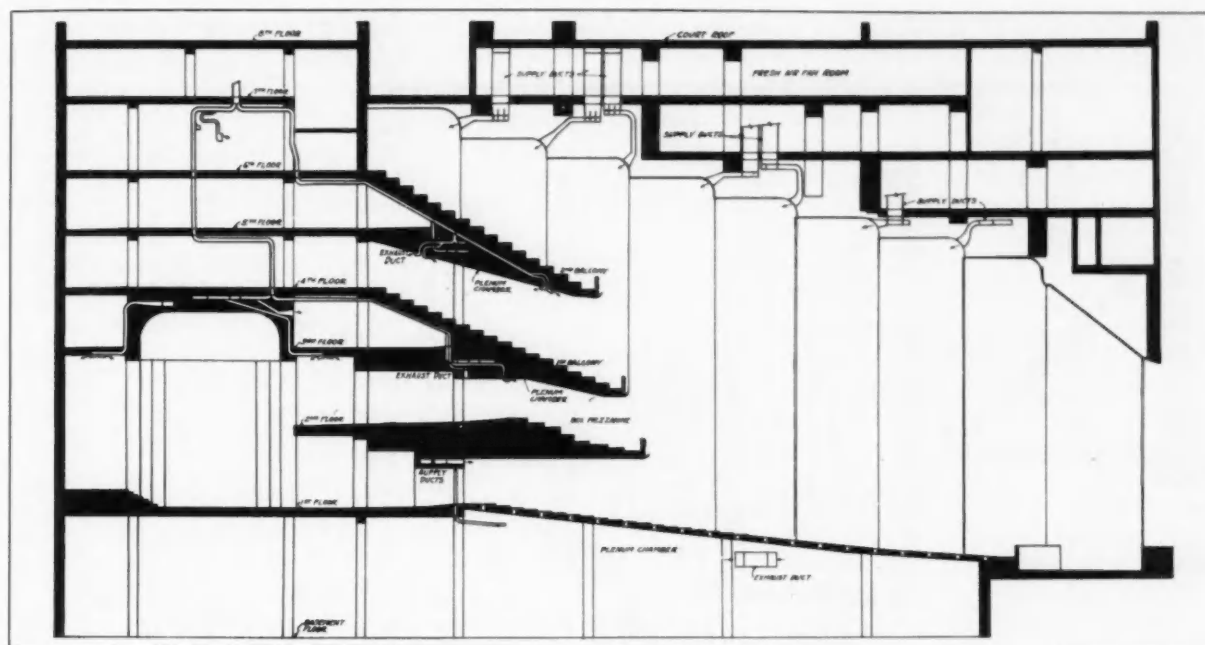 8TH FLOOR
COURT ROOF
SUPPLY DUCTS
FRESH AIR FAN ROOM
7TH FLOOR
SUPPLY DUCTS
6TH FLOOR
SUPPLY DUCTS
5TH FLOOR
EXHAUST
DUCT
2ND BALCONY
PLENUM
CHAMBER
4TH FLOOR
3RD FLOOR
1ST BALCONY
EXHAUST DUCT
PLENUM
CHAMBER
2ND FLOOR
BOX MEZZANINE
SUPPLY
DUCTS
1ST FLOOR
PLENUM CHAMBER
EXHAUST DUCT
BASEMENT
FLOOR